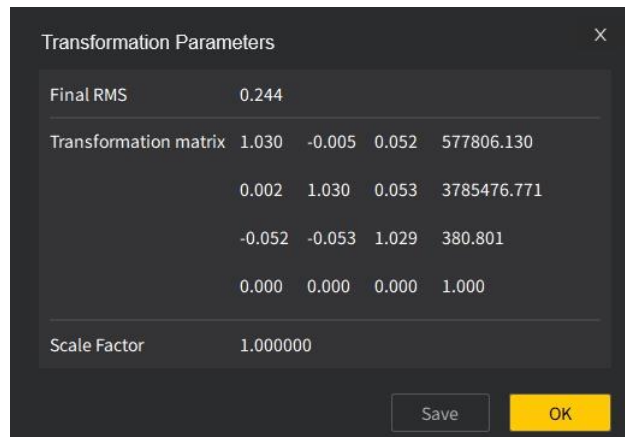 Transformation Parameters X
Final RMS 0.244
Transformation matrix 1.030 -0.005 0.052 577806.130
0.002 1.030 0.053 3785476.771
-0.052 -0.053 1.029 380.801
0.000 0.000 0.000 1.000
Scale Factor 1.000000
Save OK